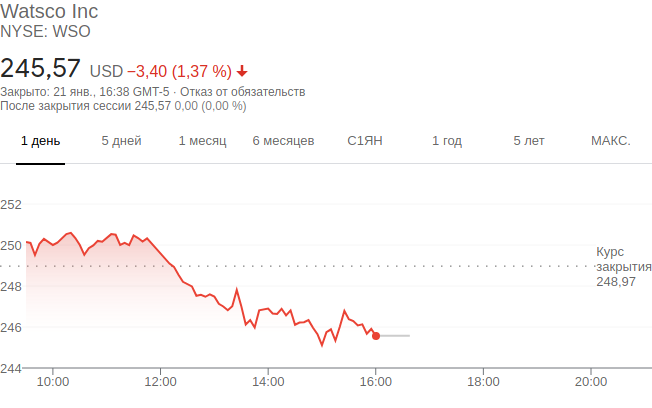 Watsco Inc
NYSE: WSO
245,57 USD −3,40 (1,37 %)
Закрыто: 21 янв., 16:38 GMT-5 · Отказ от обязательств
После закрытия сессии 245,57 0,00 (0,00 %)
1 день 5 дней 1 месяц 6 месяцев С1ЯН 1 год 5 лет МАКС.
252
250
Курс
закрытия
248,97
248
246
244
10:00 12:00 14:00 16:00 18:00 20:00